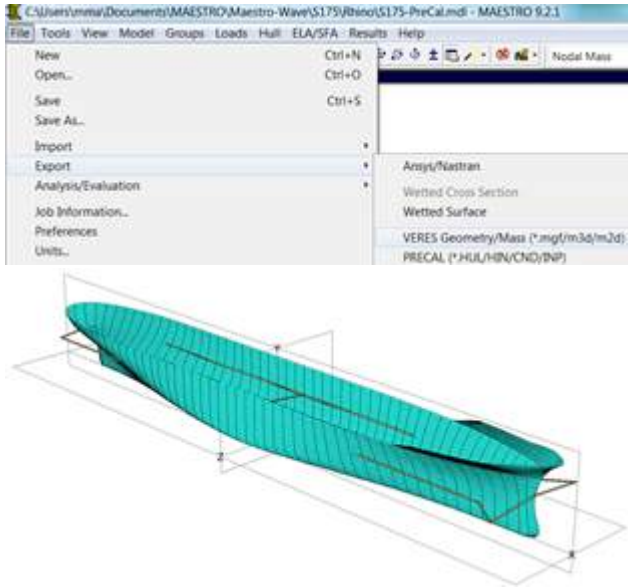 C:\Users\mma\Documents\MAESTRO\Maestro-Wave\S175\Rhino\S175-PreCal.mdl - MAESTRO 9.2.1
File Tools View Model Groups Loads Hull ELA/SFA Results Help
New Ctrl+N
Nodal Mass
Open... Ctrl+O
Save Ctrl+S
Save As...
Import
Export
Ansys/Nastran
Analysis/Evaluation
Wetted Cross Section
Job Information...
Wetted Surface
Preferences
VERES Geometry/Mass (*.mgf/m3d/m2d)
Units...
PRECAL (*.HUL/HIN/CND/INP)
Y
Z
X